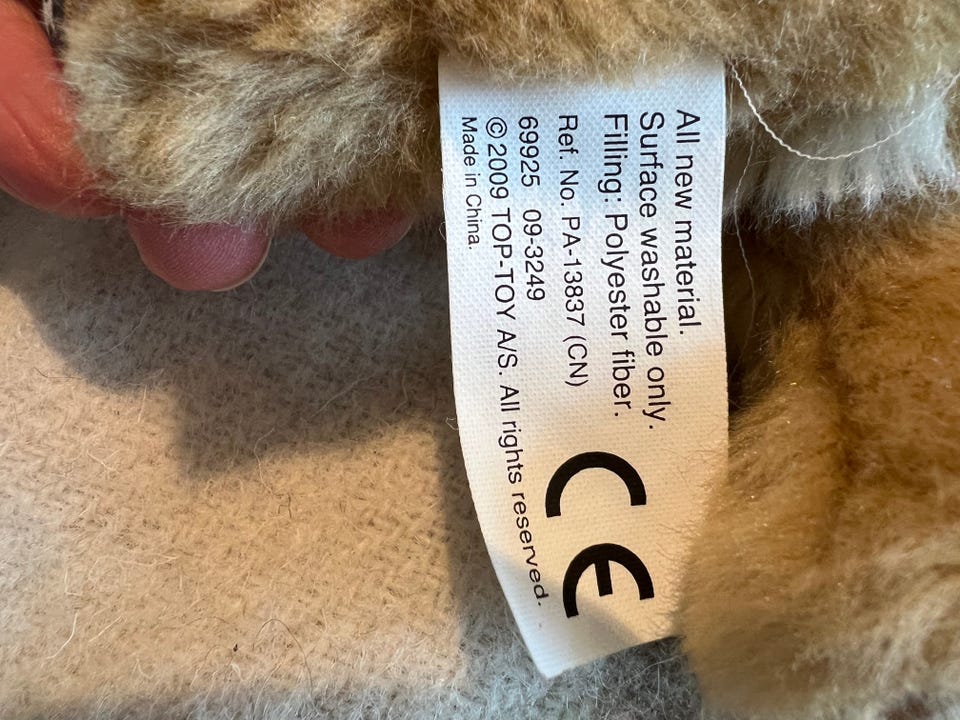 All new material.
Surface washable only.
Filling: Polyester fiber.
Ref. No. PA-13837 (CN)
69925 09-3249
© 2009 TOP-TOY A/S. All rights reserved.
Made in China.
CE